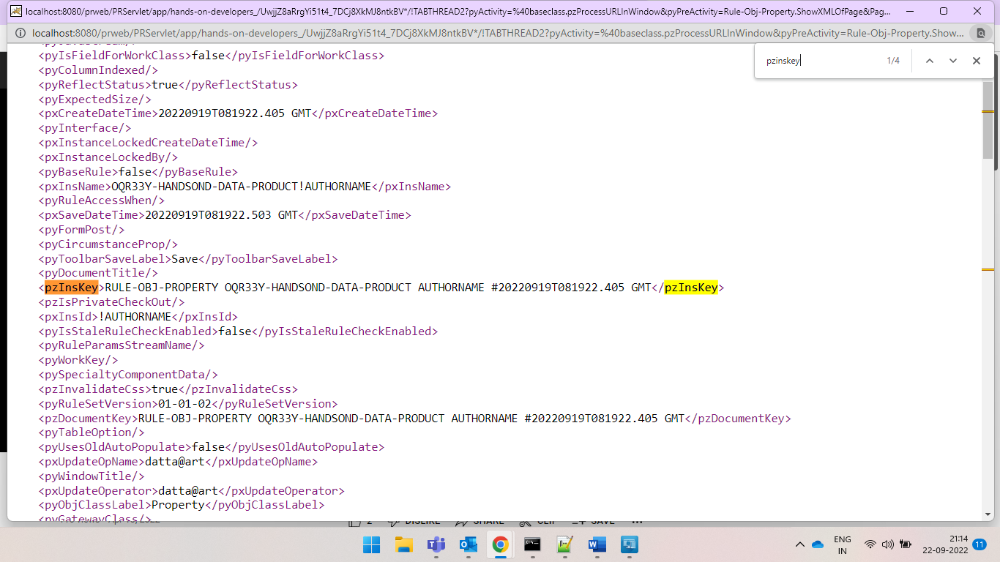 localhost:8080/prweb/PRServlet/app/hands-on-developers_/UwjjZ8aRrgYi51t4_7DCj8XkMJ8ntkBV*/!TABTHREAD2?pyActivity=%40baseclass.pzProcessURLInWindow&pyPreActivity=Rule-Obj-Property.ShowXMLOfPage&Pag...
localhost:8080/prweb/PRServlet/app/hands-on-developers_/UwjjZ8aRrgYi51t4_7DCj8XkMJ8ntkBV*/!TABTHREAD2?pyActivity=%40baseclass.pzProcessURLInWindow&pyPreActivity=Rule-Obj-Property.Show...
pzinskey 1/4
<pyIsFieldForWorkClass>false</pyIsFieldForWorkClass>
<pyColumnIndexed/>
<pyReflectStatus>true</pyReflectStatus>
<pyExpectedSize/>
<pxCreateDateTime>20220919T081922.405 GMT</pxCreateDateTime>
<pyInterface/>
<pxInstanceLockedCreateDateTime/>
<pxInstanceLockedBy/>
<pyBaseRule>false</pyBaseRule>
<pxInsName>OQR33Y-HANDSOND-DATA-PRODUCT!AUTHORNAME</pxInsName>
<pyRuleAccessWhen/>
<pxSaveDateTime>20220919T081922.503 GMT</pxSaveDateTime>
<pyFormPost/>
<pyCircumstanceProp/>
<pyToolbarSaveLabel>Save</pyToolbarSaveLabel>
<pyDocumentTitle/>
<pzInsKey>RULE-OBJ-PROPERTY OQR33Y-HANDSOND-DATA-PRODUCT AUTHORNAME #20220919T081922.405 GMT</pzInsKey>
<pzIsPrivateCheckOut/>
<pxInsId>!AUTHORNAME</pxInsId>
<pyIsStaleRuleCheckEnabled>false</pyIsStaleRuleCheckEnabled>
<pyRuleParamsStreamName/>
<pyWorkKey/>
<pySpecialtyComponentData/>
<pzInvalidateCss>true</pzInvalidateCss>
<pyRuleSetVersion>01-01-02</pyRuleSetVersion>
<pzDocumentKey>RULE-OBJ-PROPERTY OQR33Y-HANDSOND-DATA-PRODUCT AUTHORNAME #20220919T081922.405 GMT</pzDocumentKey>
<pyTableOption/>
<pyUsesOldAutoPopulate>false</pyUsesOldAutoPopulate>
<pxUpdateOpName>datta@art</pxUpdateOpName>
<pyWindowTitle/>
<pxUpdateOperator>datta@art</pxUpdateOperator>
<pyObjClassLabel>Property</pyObjClassLabel>
<pyGatewayClass/>
2 DISLIKE SHARE CLIP SAVE
ENG 21:14
IN 22-09-2022 11